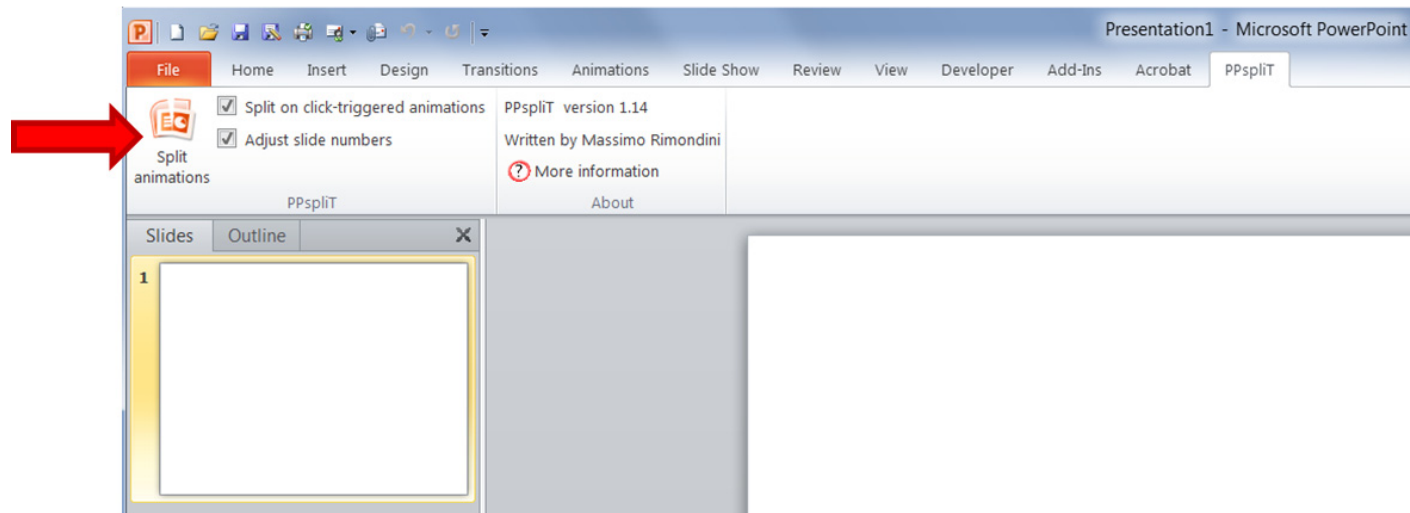 Presentation1 - Microsoft PowerPoint
File Home Insert Design Transitions Animations Slide Show Review View Developer Add-Ins Acrobat PPspliT
Split on click-triggered animations
Adjust slide numbers
Split
animations
PPspliT
PPspliT version 1.14
Written by Massimo Rimondini
? More information
About
Slides Outline
1